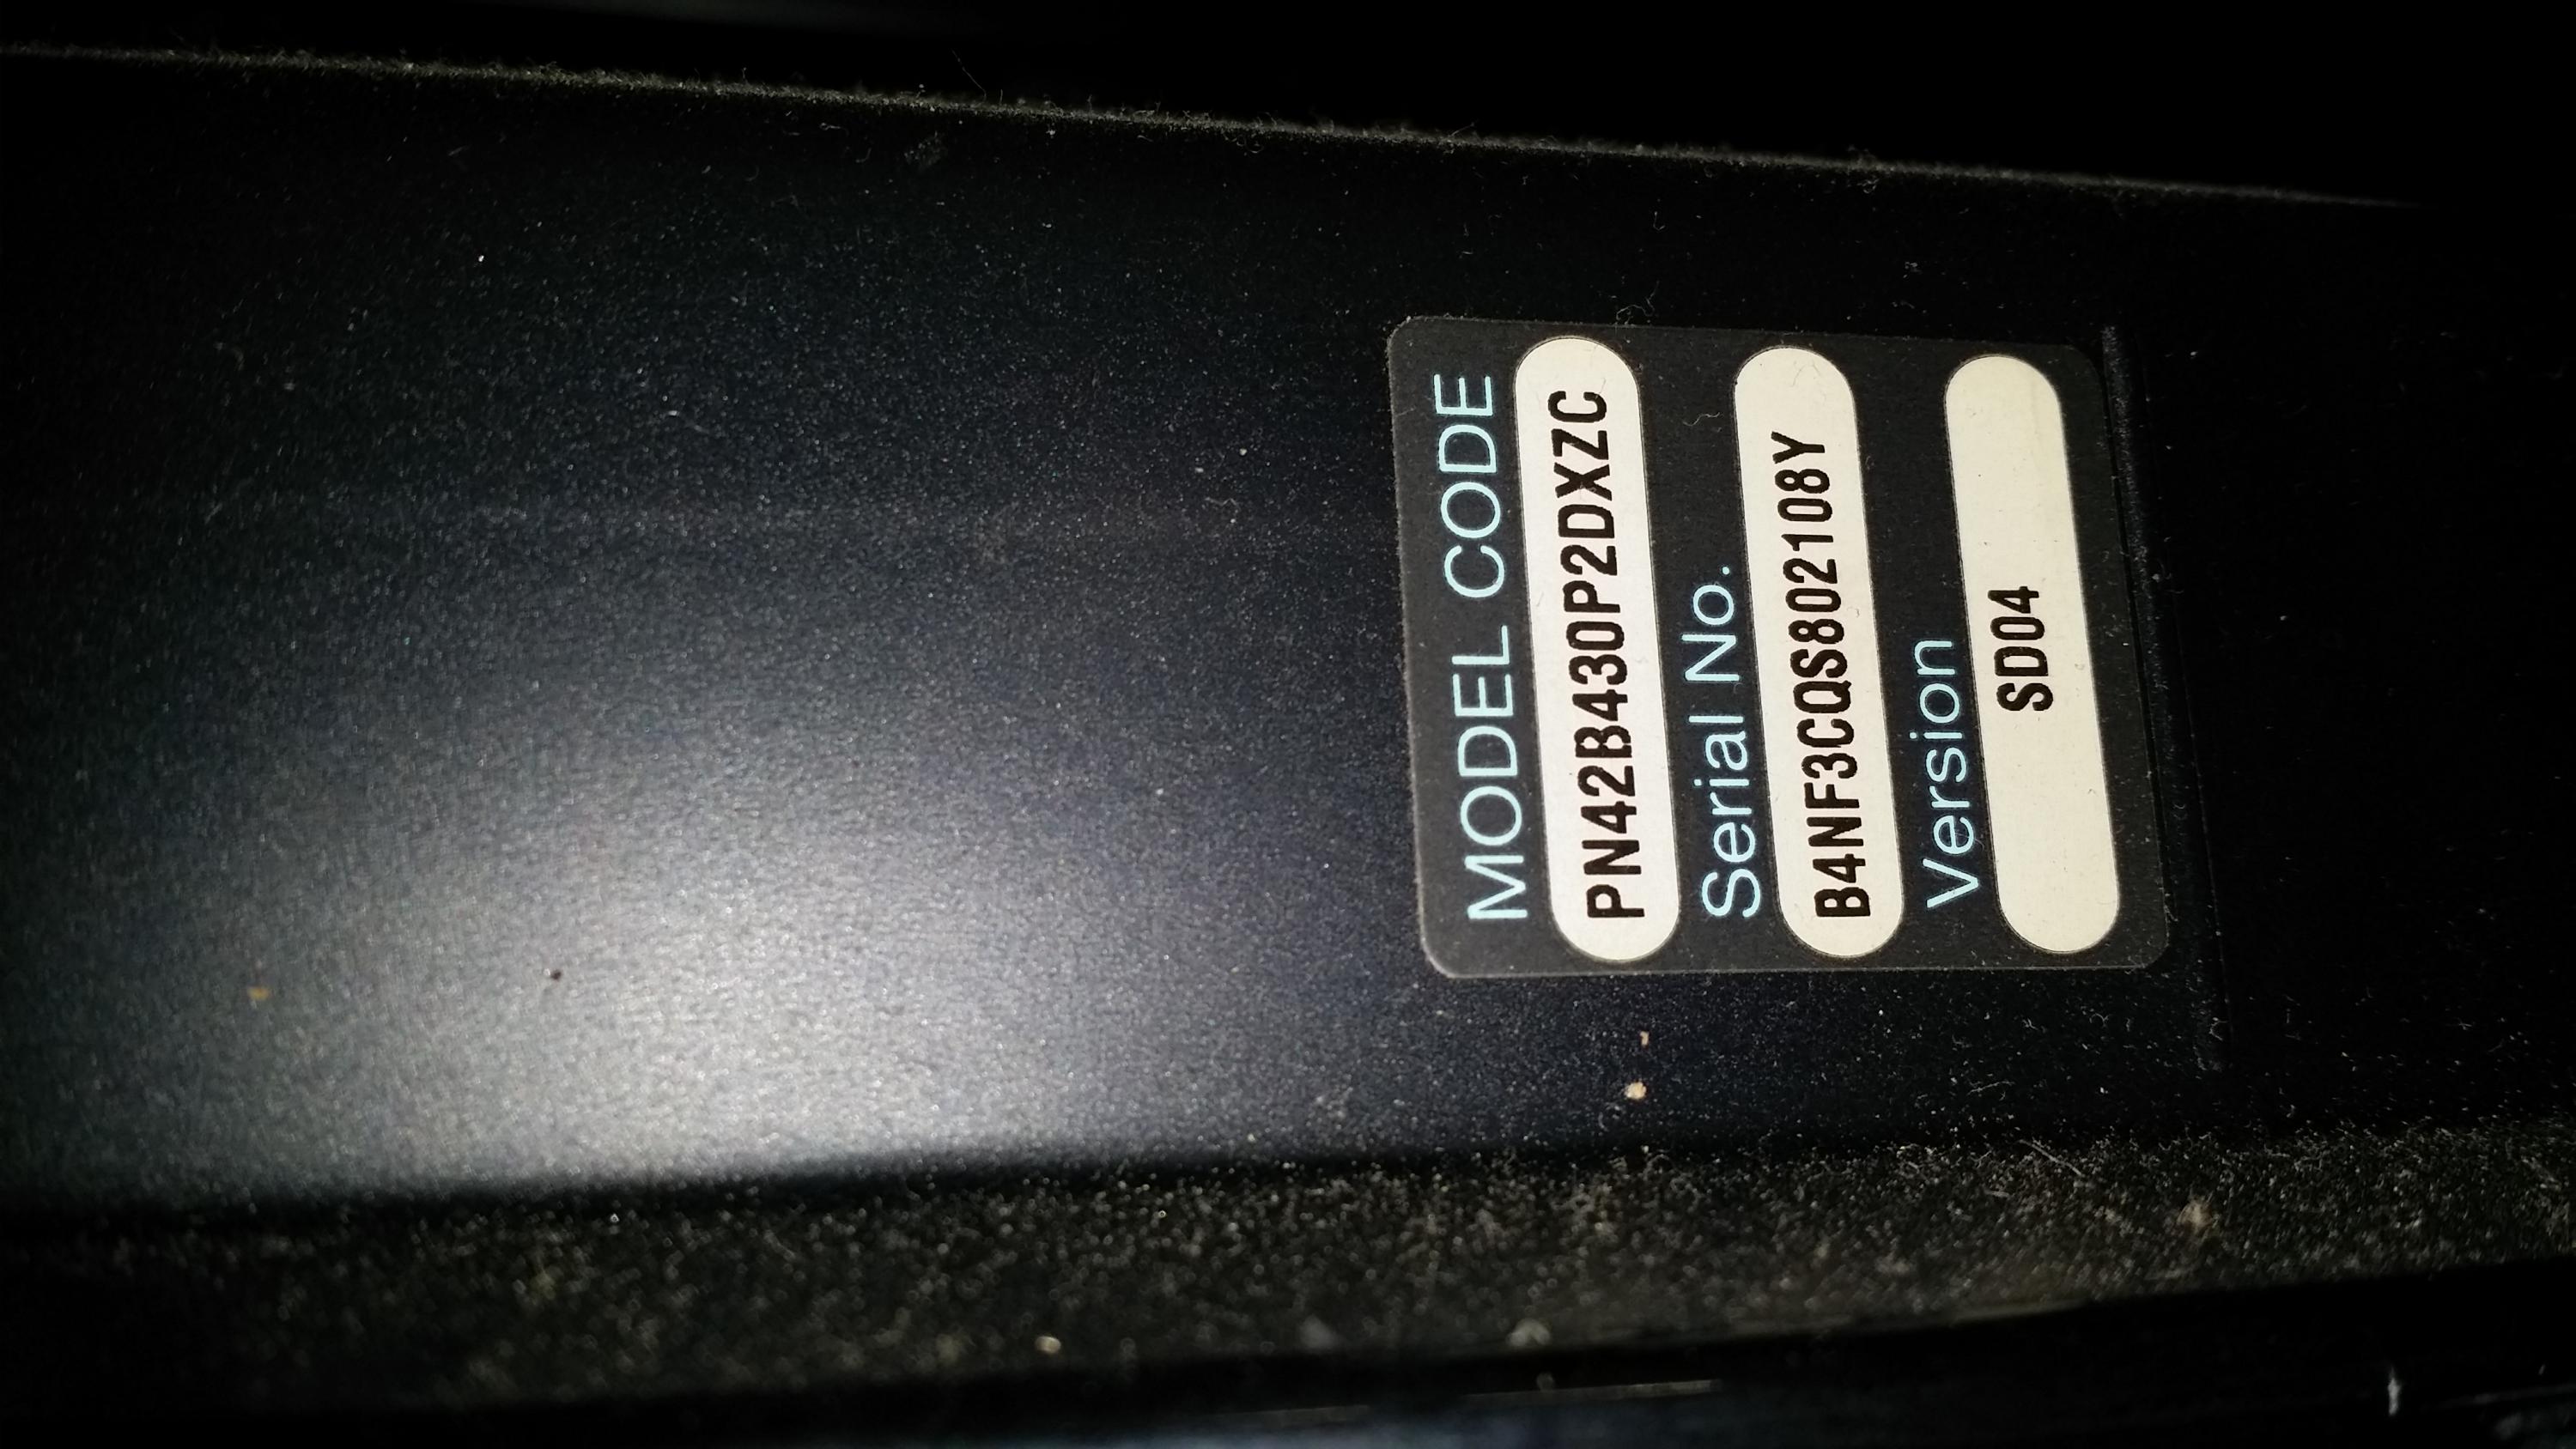 MODEL CODE
PN42B430P2DXZC
Serial No.
B4NF3CQS802108Y
Version
SD04